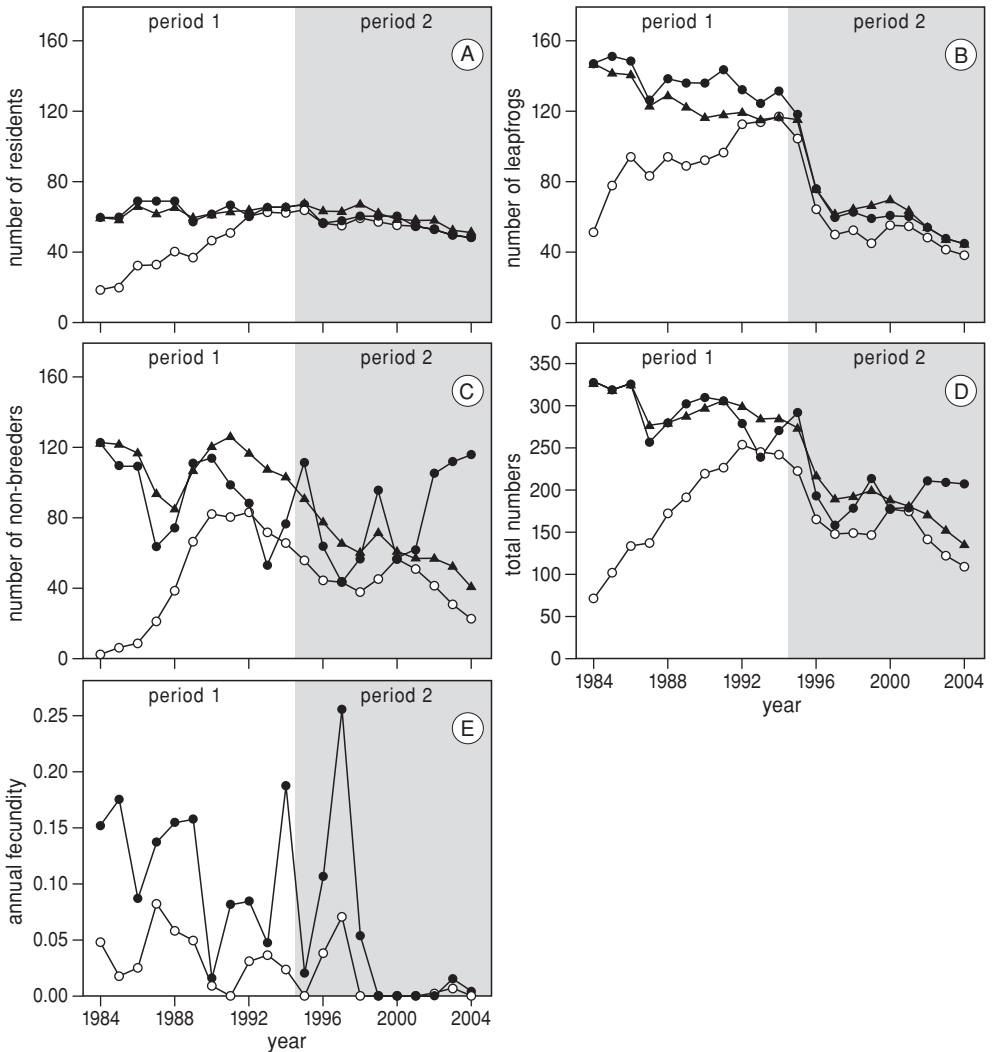 period 1
period 2
A
160
120
80
40
0
number of residents
period 1
period 2
B
160
120
80
40
0
number of leapfrogs
period 1
period 2
C
160
120
80
40
0
number of non-breeders
period 1
period 2
D
350
300
250
200
150
100
50
0
total numbers
1984 1988 1992 1996 2000 2004
year
period 1
period 2
E
0.25
0.20
0.15
0.10
0.05
0.00
annual fecundity
1984 1988 1992 1996 2000 2004
year